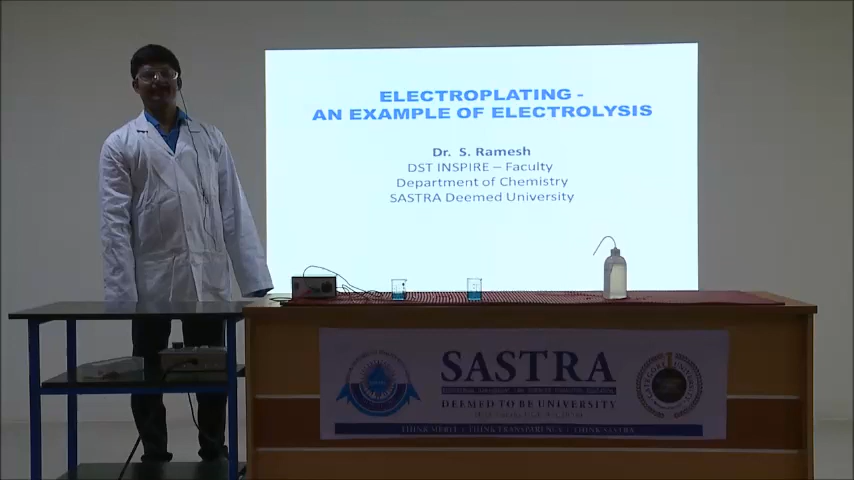 ELECTROPLATING -
AN EXAMPLE OF ELECTROLYSIS
Dr. S. Ramesh
DST INSPIRE – Faculty
Department of Chemistry
SASTRA Deemed University
SASTRA
DEEMED TO BE UNIVERSITY
THINK MERIT | THINK TRANSPARENCY | THINK SASTRA